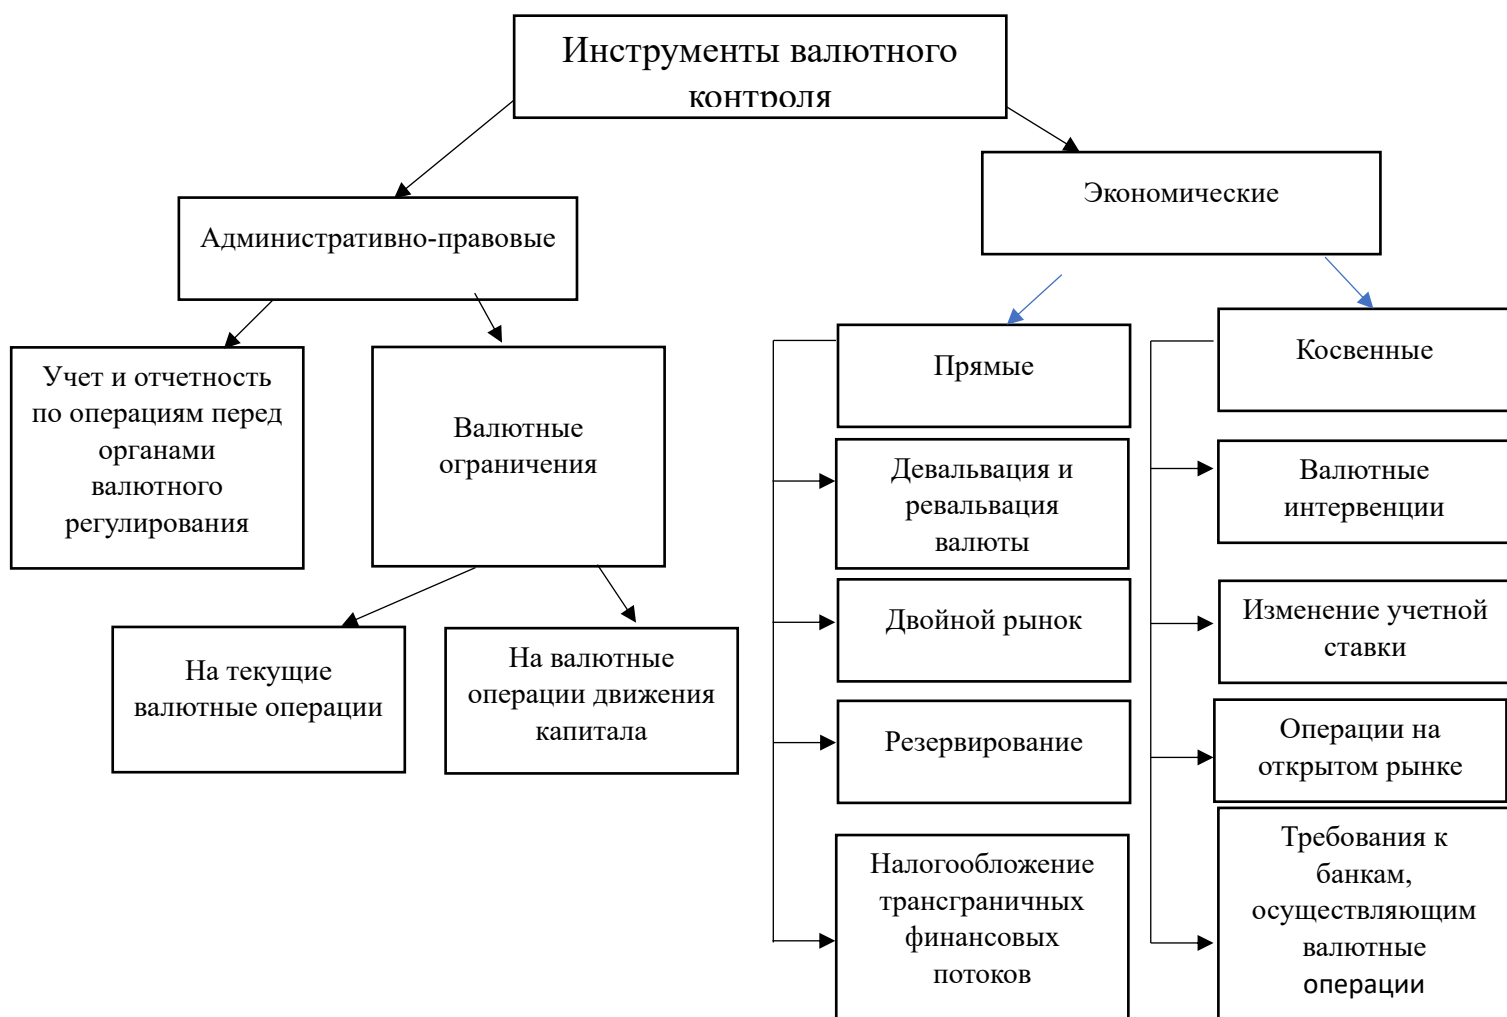 Инструменты валютного
контроля
Административно-правовые
Экономические
Учет и отчетность
по операциям перед
органами
валютного
регулирования
Валютные
ограничения
На текущие
валютные операции
На валютные
операции движения
капитала
Прямые
Девальвация и
ревальвация
валюты
Двойной рынок
Резервирование
Налогообложение
трансграничных
финансовых
потоков
Косвенные
Валютные
интервенции
Изменение учетной
ставки
Операции на
открытом рынке
Требования к
банкам,
осуществляющим
валютные
операции